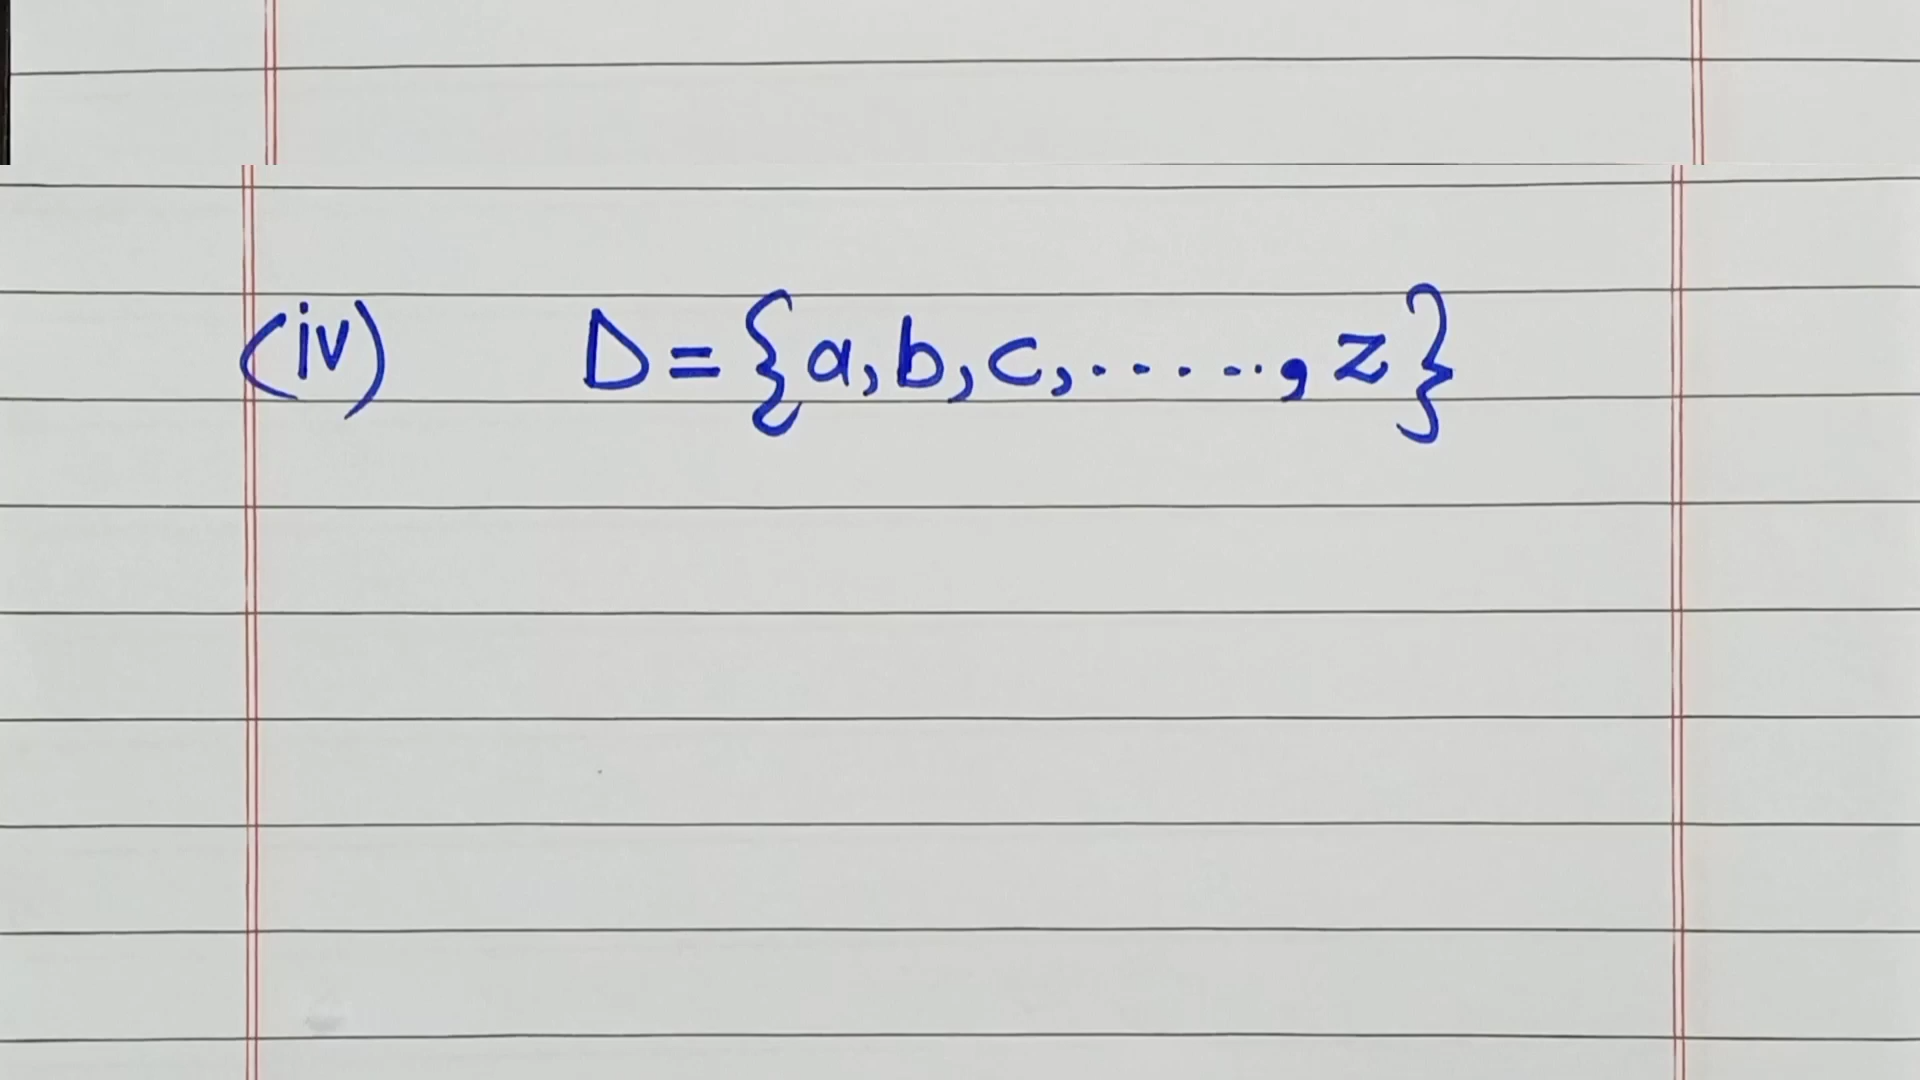 (iv) D = {a, b, c, ......, z}